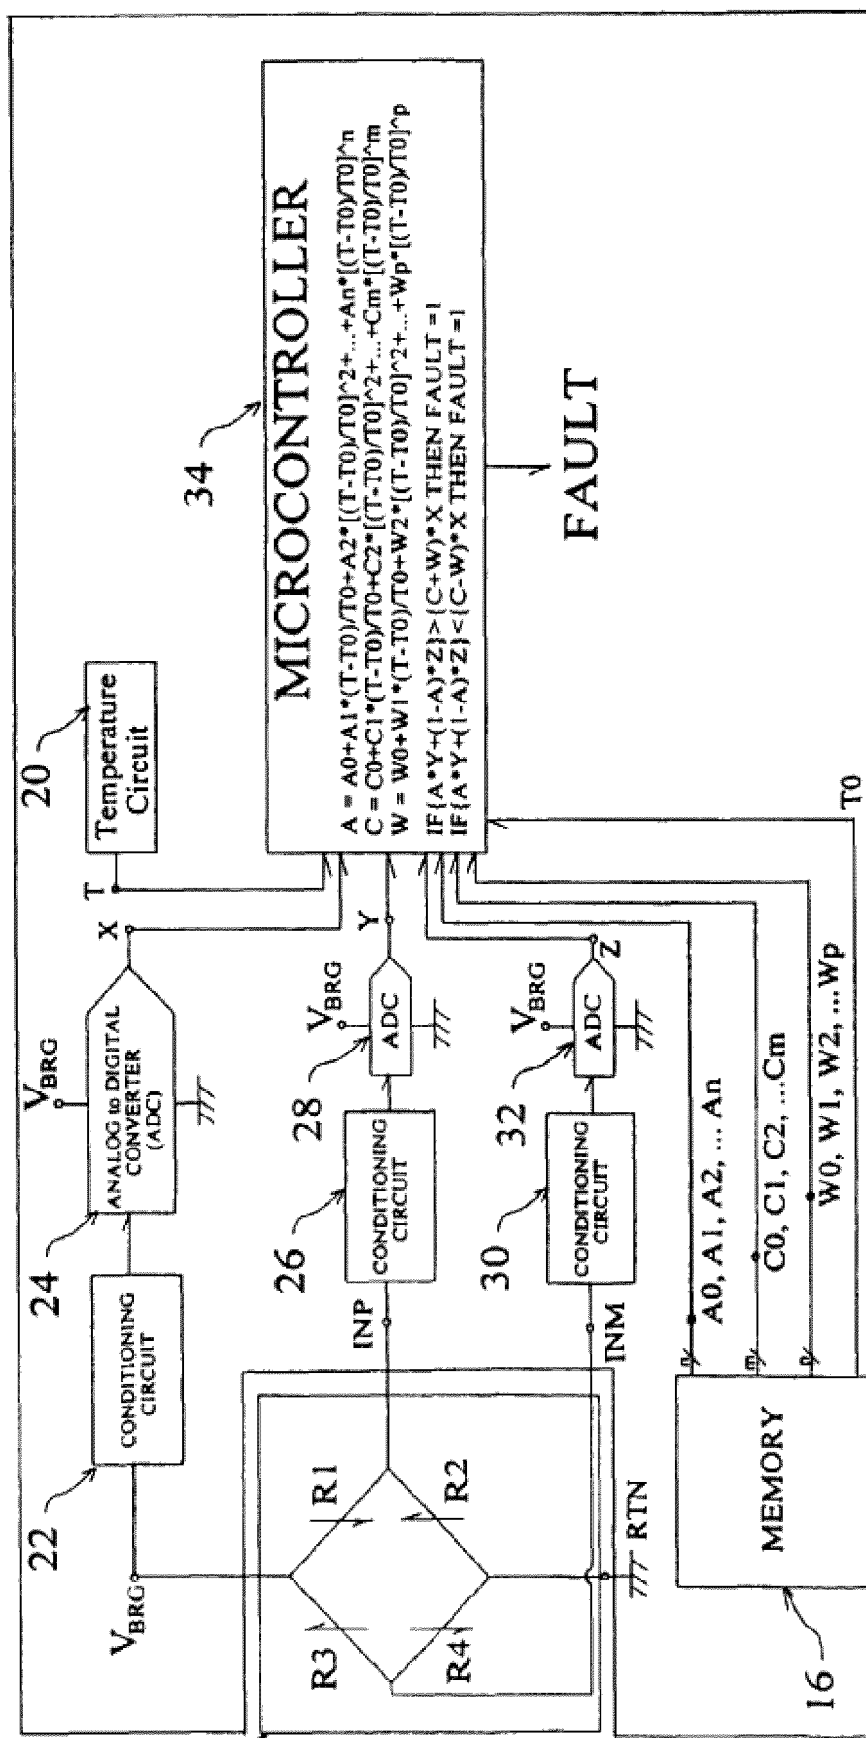 34
MICROCONTROLLER
A = A0+A1*(T-T0)/T0+A2*[(T-T0)/T0]^2+...+An*[(T-T0)/T0]^n
C = C0+C1*(T-T0)/T0+C2*[(T-T0)/T0]^2+...+Cm*[(T-T0)/T0]^m
W = W0+W1*(T-T0)/T0+W2*[(T-T0)/T0]^2+...+Wp*[(T-T0)/T0]^p
IF{A*Y+(1-A)*Z}>{C+W)*X THEN FAULT =1
IF{A*Y+(1-A)*Z}<{C-W)*X THEN FAULT =1
FAULT
20
Temperature
Circuit
T
X
Y
Z
T0
VBRG
24
ANALOG to DIGITAL
CONVERTER
(ADC)
VBRG
28
ADC
VBRG
32
ADC
22
CONDITIONING
CIRCUIT
26
CONDITIONING
CIRCUIT
30
CONDITIONING
CIRCUIT
VBRG
INP
INM
R1
R2
R3
R4
RTN
A0, A1, A2, ... An
C0, C1, C2, ...Cm
W0, W1, W2, ...Wp
n
m
p
MEMORY
16